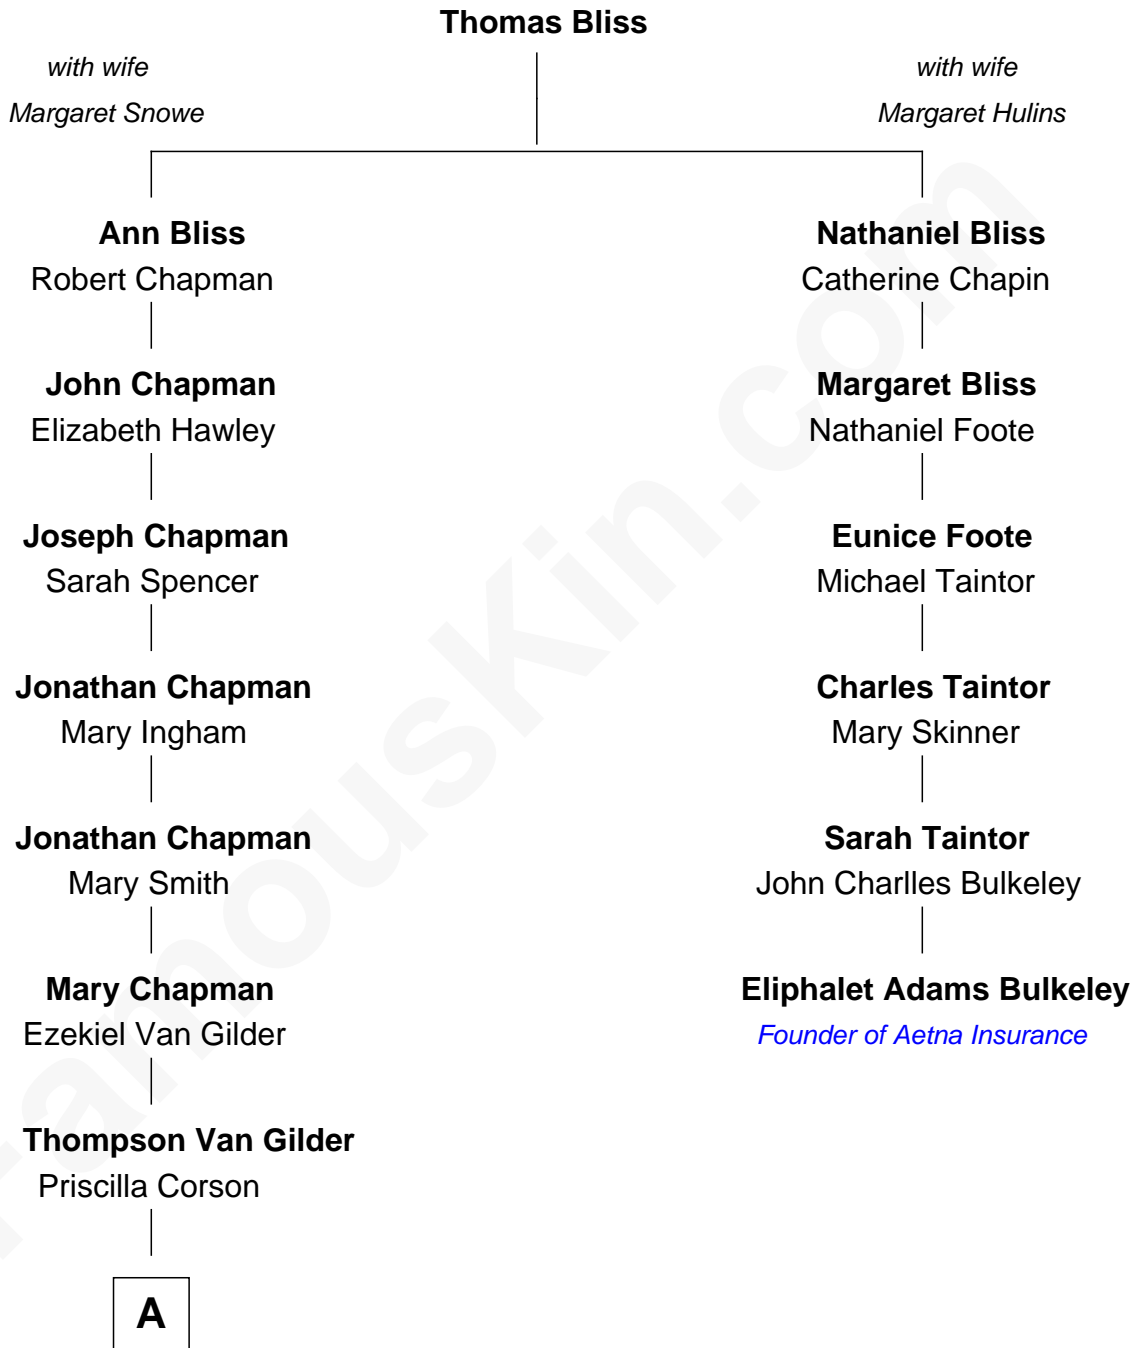 Thomas Bliss
with wife
Margaret Snowe
with wife
Margaret Hulins
Ann Bliss
Robert Chapman
Nathaniel Bliss
Catherine Chapin
John Chapman
Elizabeth Hawley
Margaret Bliss
Nathaniel Foote
Joseph Chapman
Sarah Spencer
Eunice Foote
Michael Taintor
Jonathan Chapman
Mary Ingham
Charles Taintor
Mary Skinner
Jonathan Chapman
Mary Smith
Sarah Taintor
John Charlles Bulkeley
Mary Chapman
Ezekiel Van Gilder
Eliphalet Adams Bulkeley
Founder of Aetna Insurance
Thompson Van Gilder
Priscilla Corson
A
FamousKin.com